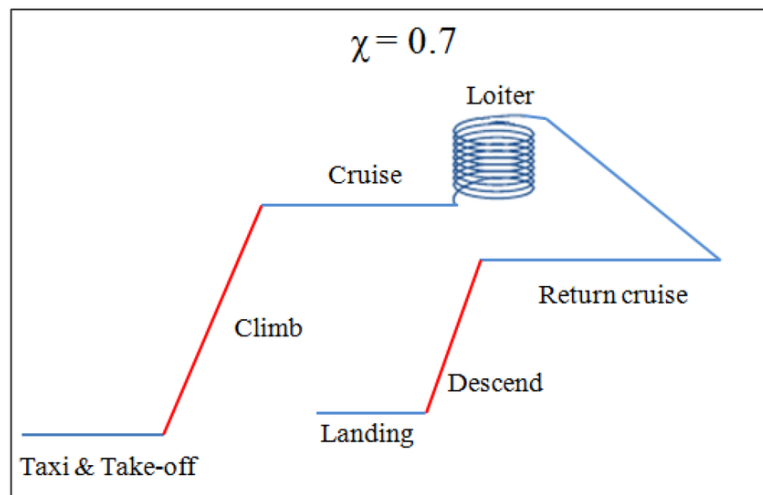 χ = 0.7
Loiter
Cruise
Return cruise
Climb
Descend
Landing
Taxi & Take-off